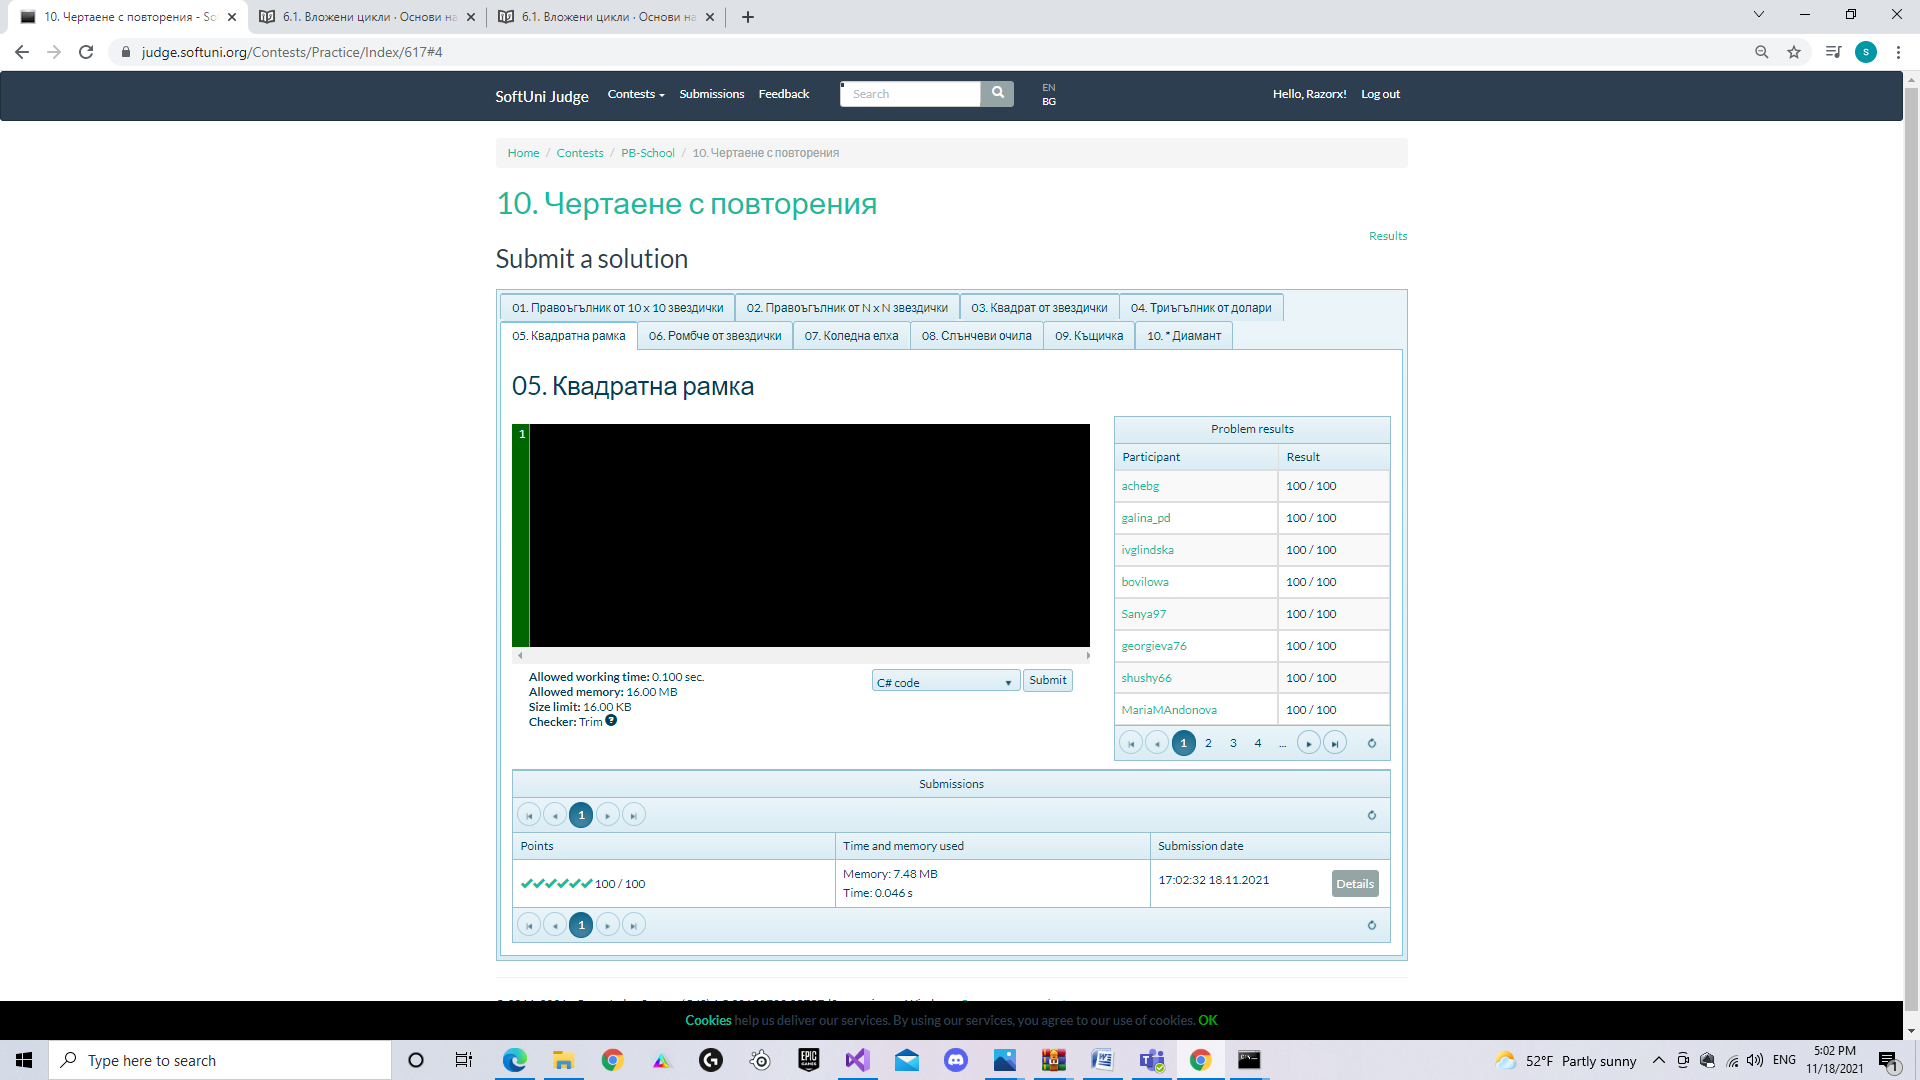 10. Чертаене с повторения - So
6.1. Вложени цикли · Основи на
6.1. Вложени цикли · Основи на
judge.softuni.org/Contests/Practice/Index/617#4
S
SoftUni Judge
Contests
Submissions
Feedback
Search
EN
BG
Hello, Razorx!
Log out
Home / Contests / PB-School / 10. Чертаене с повторения
10. Чертаене с повторения
Results
Submit a solution
01. Правоъгълник от 10 x 10 звездички
02. Правоъгълник от N x N звездички
03. Квадрат от звездички
04. Триъгълник от долари
05. Квадратна рамка
06. Ромбче от звездички
07. Коледна елха
08. Слънчеви очила
09. Къщичка
10. * Диамант
05. Квадратна рамка
1
Allowed working time: 0.100 sec.
Allowed memory: 16.00 MB
Size limit: 16.00 KB
Checker: Trim ?
C# code
Submit
Problem results
Participant Result
achebg 100 / 100
galina_pd 100 / 100
ivglindska 100 / 100
bovilowa 100 / 100
Sanya97 100 / 100
georgieva76 100 / 100
shushy66 100 / 100
MariaMAndonova 100 / 100
1 2 3 4 ...
Submissions
1
Points Time and memory used Submission date
100 / 100
Memory: 7.48 MB
Time: 0.046 s
17:02:32 18.11.2021
Details
1
Cookies help us deliver our services. By using our services, you agree to our use of cookies. OK
Type here to search
EPIC GAMES
52°F Partly sunny
ENG
5:02 PM
11/18/2021
1